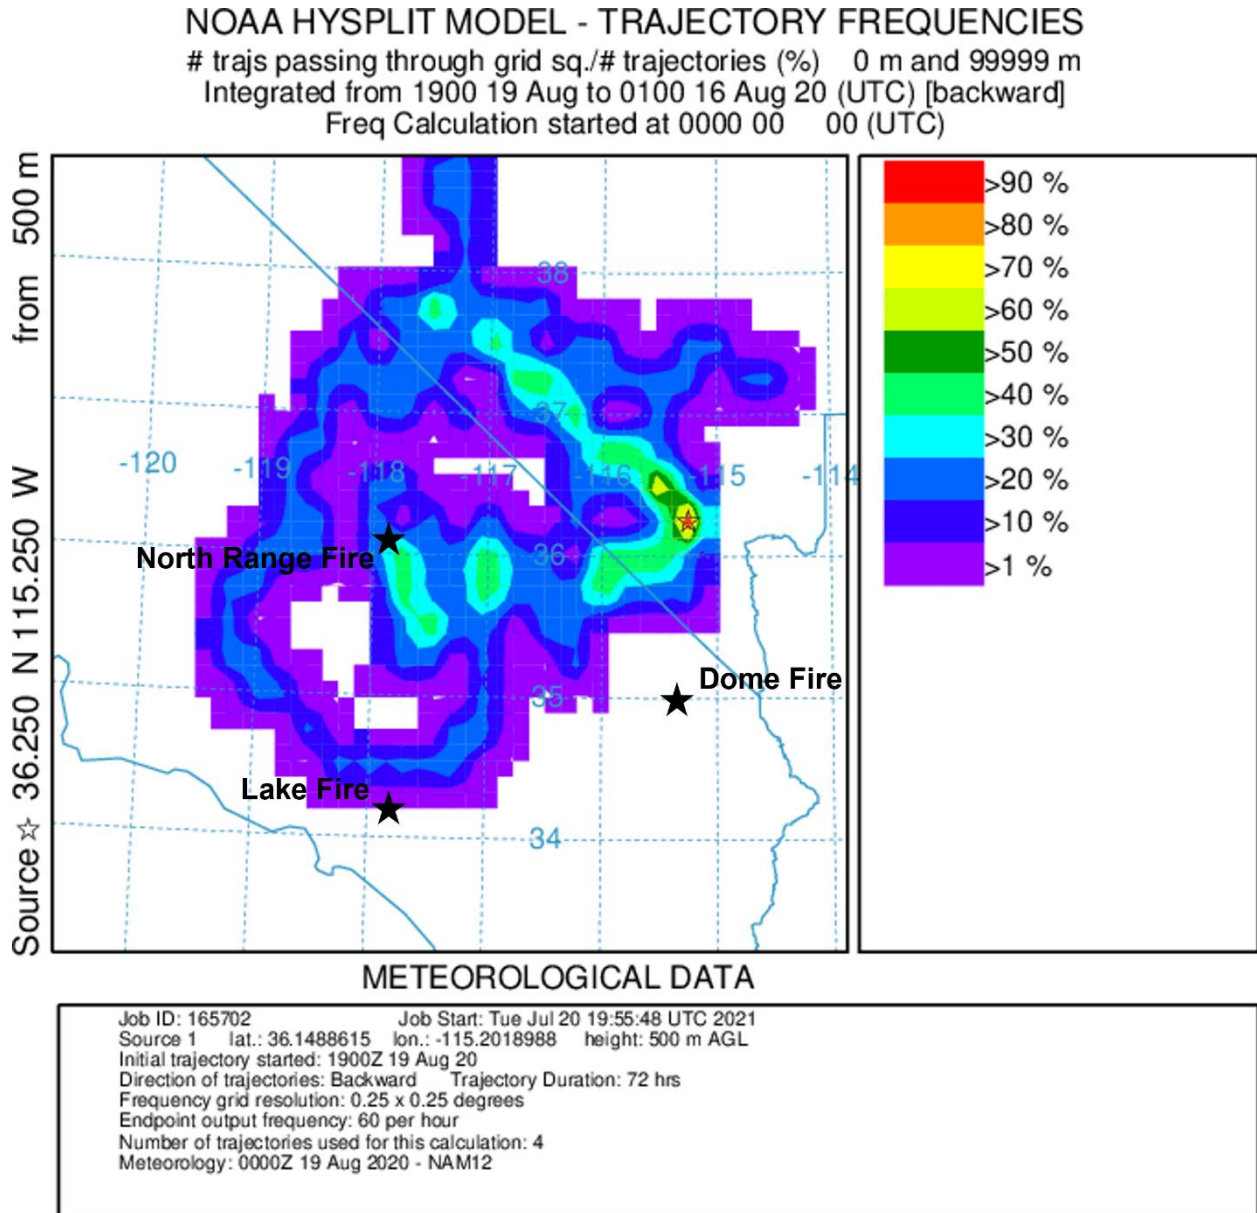 NOAA HYSPLIT MODEL - TRAJECTORY FREQUENCIES
# trajs passing through grid sq./# trajectories (%) 0 m and 99999 m
Integrated from 1900 19 Aug to 0100 16 Aug 20 (UTC) [backward]
Freq Calculation started at 0000 00 00 (UTC)
Source ☆ 36.250 N 115.250 W from 500 m
38
37
-120
-119
-118
-117
-116
-115
-114
36
35
34
North Range Fire
Dome Fire
Lake Fire
>90 %
>80 %
>70 %
>60 %
>50 %
>40 %
>30 %
>20 %
>10 %
>1 %
METEOROLOGICAL DATA
Job ID: 165702 Job Start: Tue Jul 20 19:55:48 UTC 2021
Source 1 lat.: 36.1488615 lon.: -115.2018988 height: 500 m AGL
Initial trajectory started: 1900Z 19 Aug 20
Direction of trajectories: Backward Trajectory Duration: 72 hrs
Frequency grid resolution: 0.25 x 0.25 degrees
Endpoint output frequency: 60 per hour
Number of trajectories used for this calculation: 4
Meteorology: 0000Z 19 Aug 2020 - NAM12